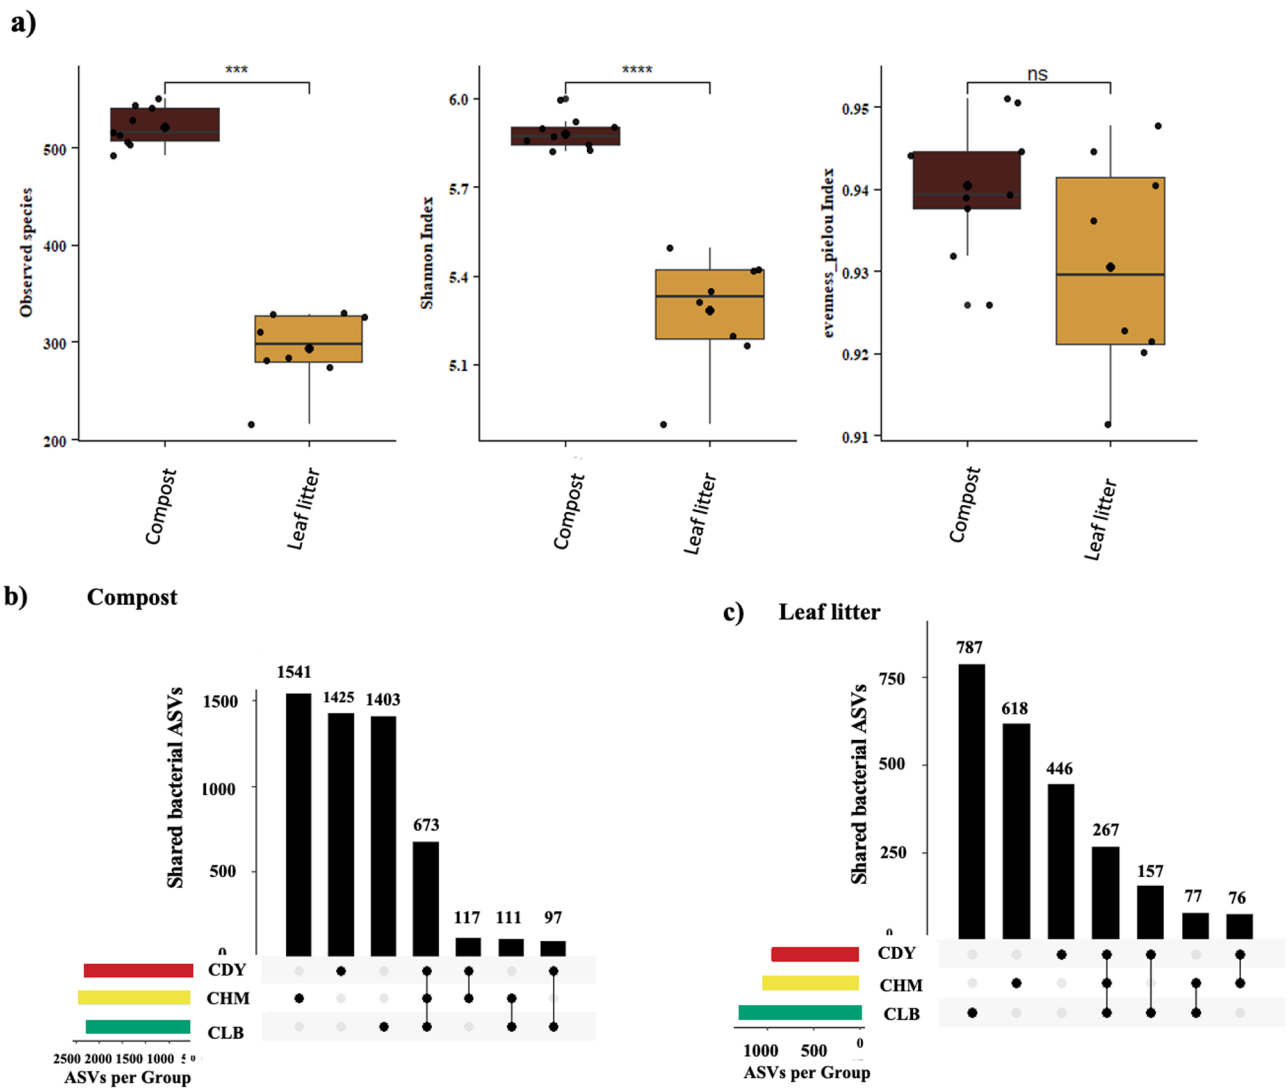 a)
***
****
ns
Observed species
500
400
300
200
Compost
Leaf litter
Shannon Index
6.0
5.7
5.4
5.1
Compost
Leaf litter
evenness_pielou Index
0.95
0.94
0.93
0.92
0.91
Compost
Leaf litter
b) Compost
Shared bacterial ASVs
1500
1000
500
0
1541
1425
1403
673
117
111
97
CDY
CHM
CLB
2500 2000 1500 1000
ASVs per Group
c) Leaf litter
Shared bacterial ASVs
750
500
250
0
787
618
446
267
157
77
76
CDY
CHM
CLB
1000 500 0
ASVs per Group